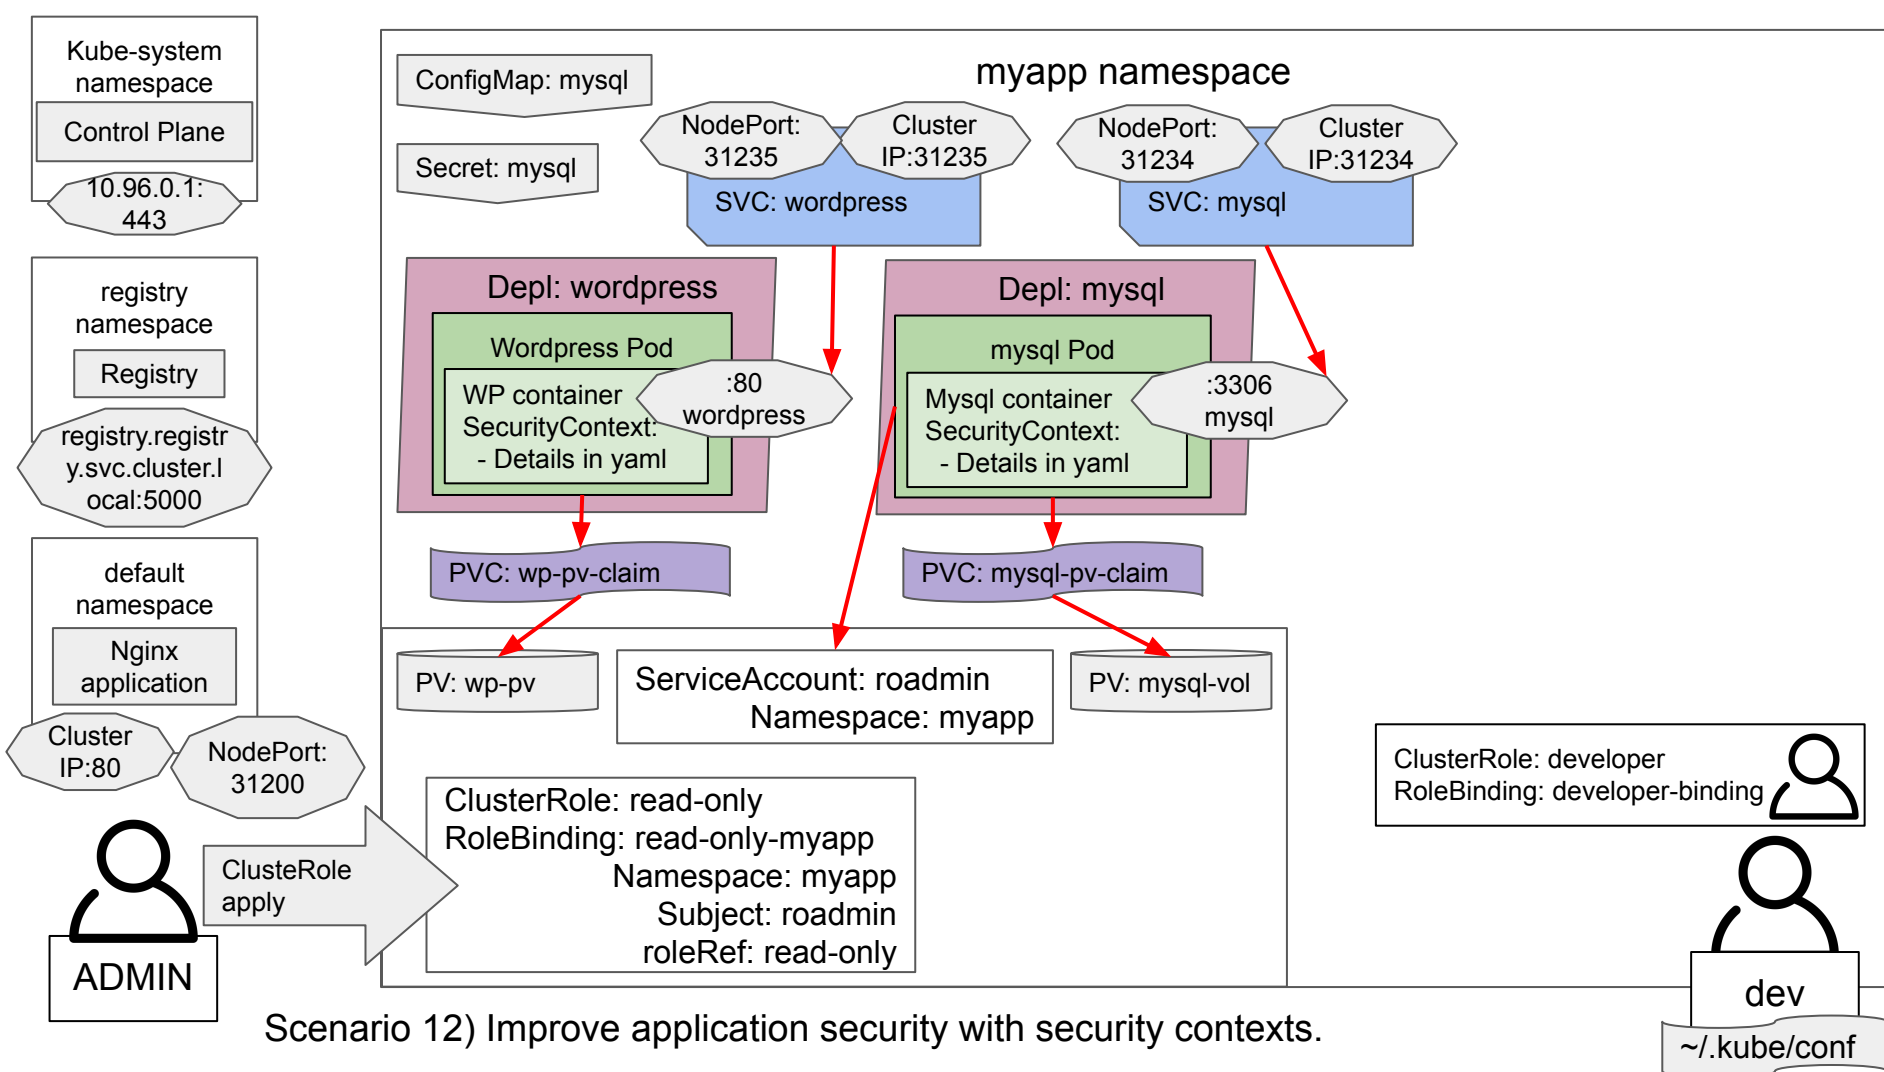 Kube-system
namespace
Control Plane
10.96.0.1:
443
registry
namespace
Registry
registry.registr
y.svc.cluster.l
ocal:5000
default
namespace
Nginx
application
Cluster
IP:80
NodePort:
31200
ADMIN
ClusteRole
apply
myapp namespace
ConfigMap: mysql
Secret: mysql
NodePort:
31235
Cluster
IP:31235
SVC: wordpress
NodePort:
31234
Cluster
IP:31234
SVC: mysql
Depl: wordpress
Wordpress Pod
WP container
SecurityContext:
- Details in yaml
:80
wordpress
Depl: mysql
mysql Pod
Mysql container
SecurityContext:
- Details in yaml
:3306
mysql
PVC: wp-pv-claim
PVC: mysql-pv-claim
PV: wp-pv
ServiceAccount: roadmin
Namespace: myapp
PV: mysql-vol
ClusterRole: read-only
RoleBinding: read-only-myapp
Namespace: myapp
Subject: roadmin
roleRef: read-only
ClusterRole: developer
RoleBinding: developer-binding
dev
~/.kube/conf
Scenario 12) Improve application security with security contexts.